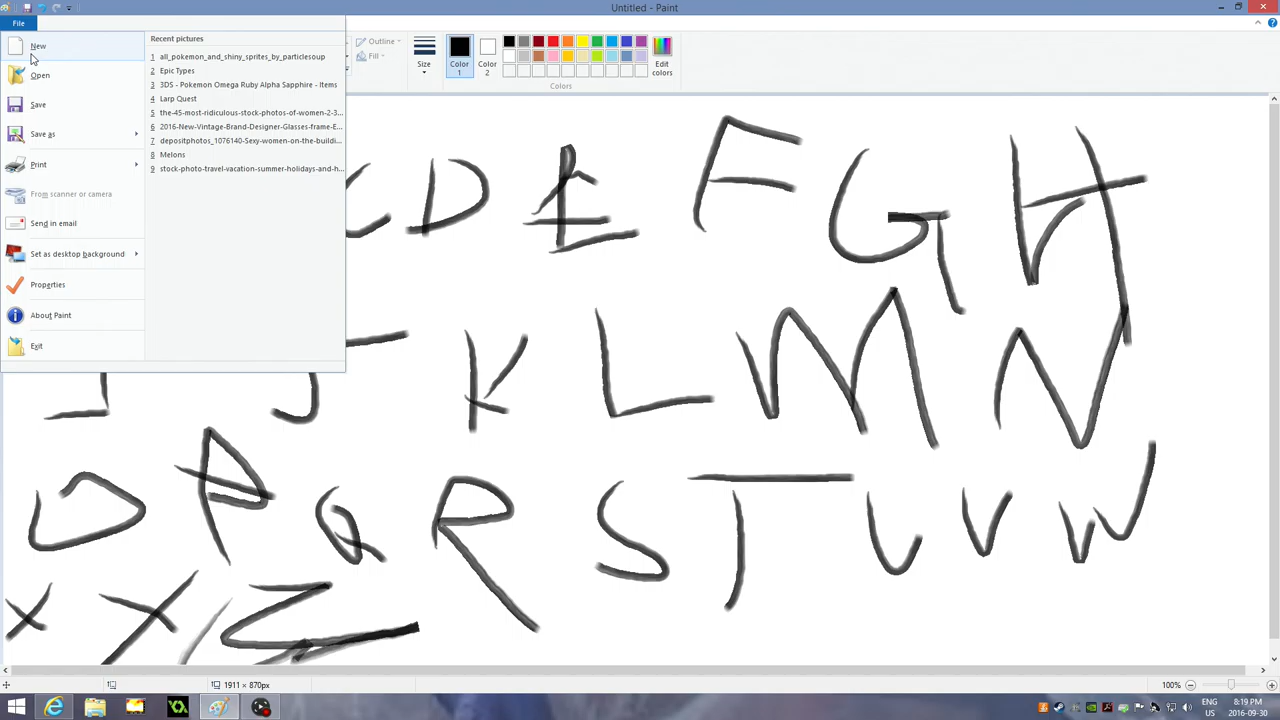 Untitled - Paint
File
New
Open
Save
Save as
Print
From scanner or camera
Send in email
Set as desktop background
Properties
About Paint
Exit
Recent pictures
1 all_pokemon_and_shiny_sprites_by_particlesoup
2 Epic Types
3 3DS - Pokemon Omega Ruby Alpha Sapphire - Items
4 Larp Quest
5 the-45-most-ridiculous-stock-photos-of-women-2-3...
6 2016-New-Vintage-Brand-Designer-Glasses-frame-E...
7 depositphotos_1076140-Sexy-women-on-the-buildi...
8 Melons
9 stock-photo-travel-vacation-summer-holidays-and-h...
Outline
Fill
Size
Color 1
Color 2
Edit colors
Colors
C D E F G H
I J K L M N
O P Q R S T U V W
X Y Z
1911 × 870px
100%
ENG 8:19 PM
US 2016-09-30